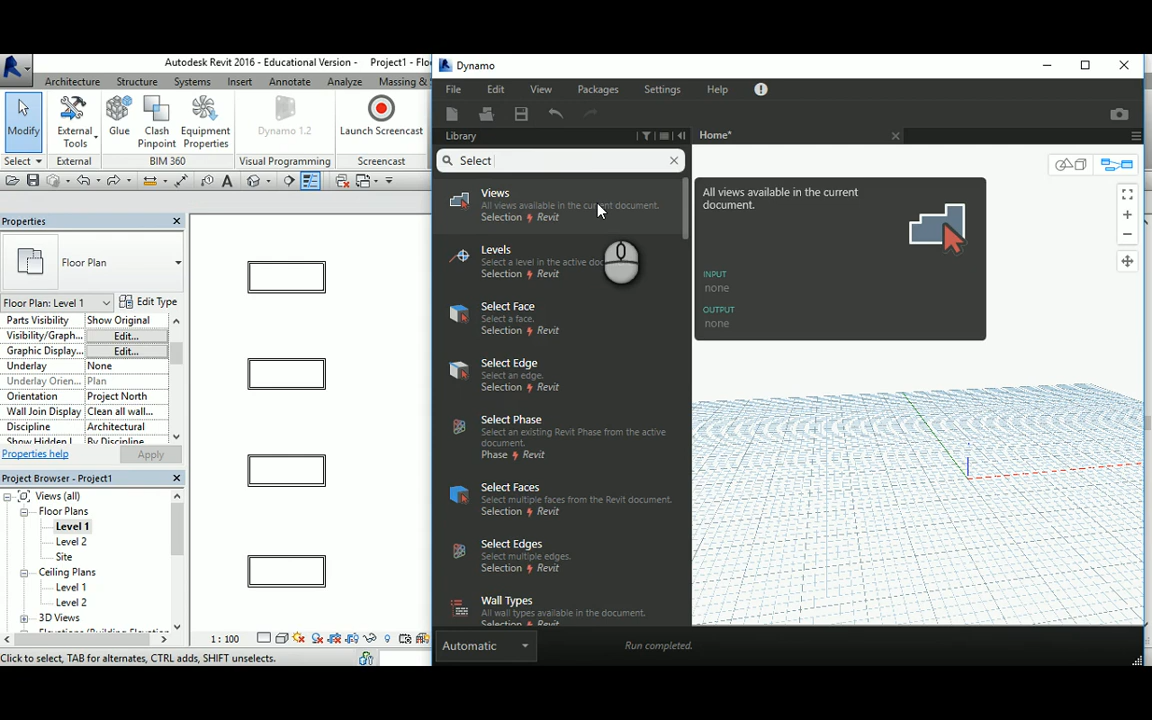 Autodesk Revit 2016 - Educational Version - Project1 - Flo
Architecture Structure Systems Insert Annotate Analyze Massing &
Modify
External
Tools
Glue
Clash
Pinpoint
Equipment
Properties
Dynamo 1.2
Launch Screencast
Select External BIM 360 Visual Programming Screencast
Properties
Floor Plan
Floor Plan: Level 1 Edit Type
Parts Visibility Show Original
Visibility/Graph... Edit...
Graphic Display... Edit...
Underlay None
Underlay Orien... Plan
Orientation Project North
Wall Join Display Clean all wall...
Discipline Architectural
Show Hidden L By Discipline
Properties help Apply
Project Browser - Project1
Views (all)
Floor Plans
Level 1
Level 2
Site
Ceiling Plans
Level 1
Level 2
3D Views
Elevations (Building Elevation
1 : 100
Click to select, TAB for alternates, CTRL adds, SHIFT unselects.
Dynamo
File Edit View Packages Settings Help
Library
Home*
Select
Views
All views available in the current document.
Selection Revit
Levels
Select a level in the active doc
Selection Revit
Select Face
Select a face.
Selection Revit
Select Edge
Select an edge.
Selection Revit
Select Phase
Select an existing Revit Phase from the active
document.
Phase Revit
Select Faces
Select multiple faces from the Revit document.
Selection Revit
Select Edges
Select multiple edges.
Selection Revit
Wall Types
All wall types available in the document.
Selection Revit
All views available in the current
document.
INPUT
none
OUTPUT
none
Automatic
Run completed.